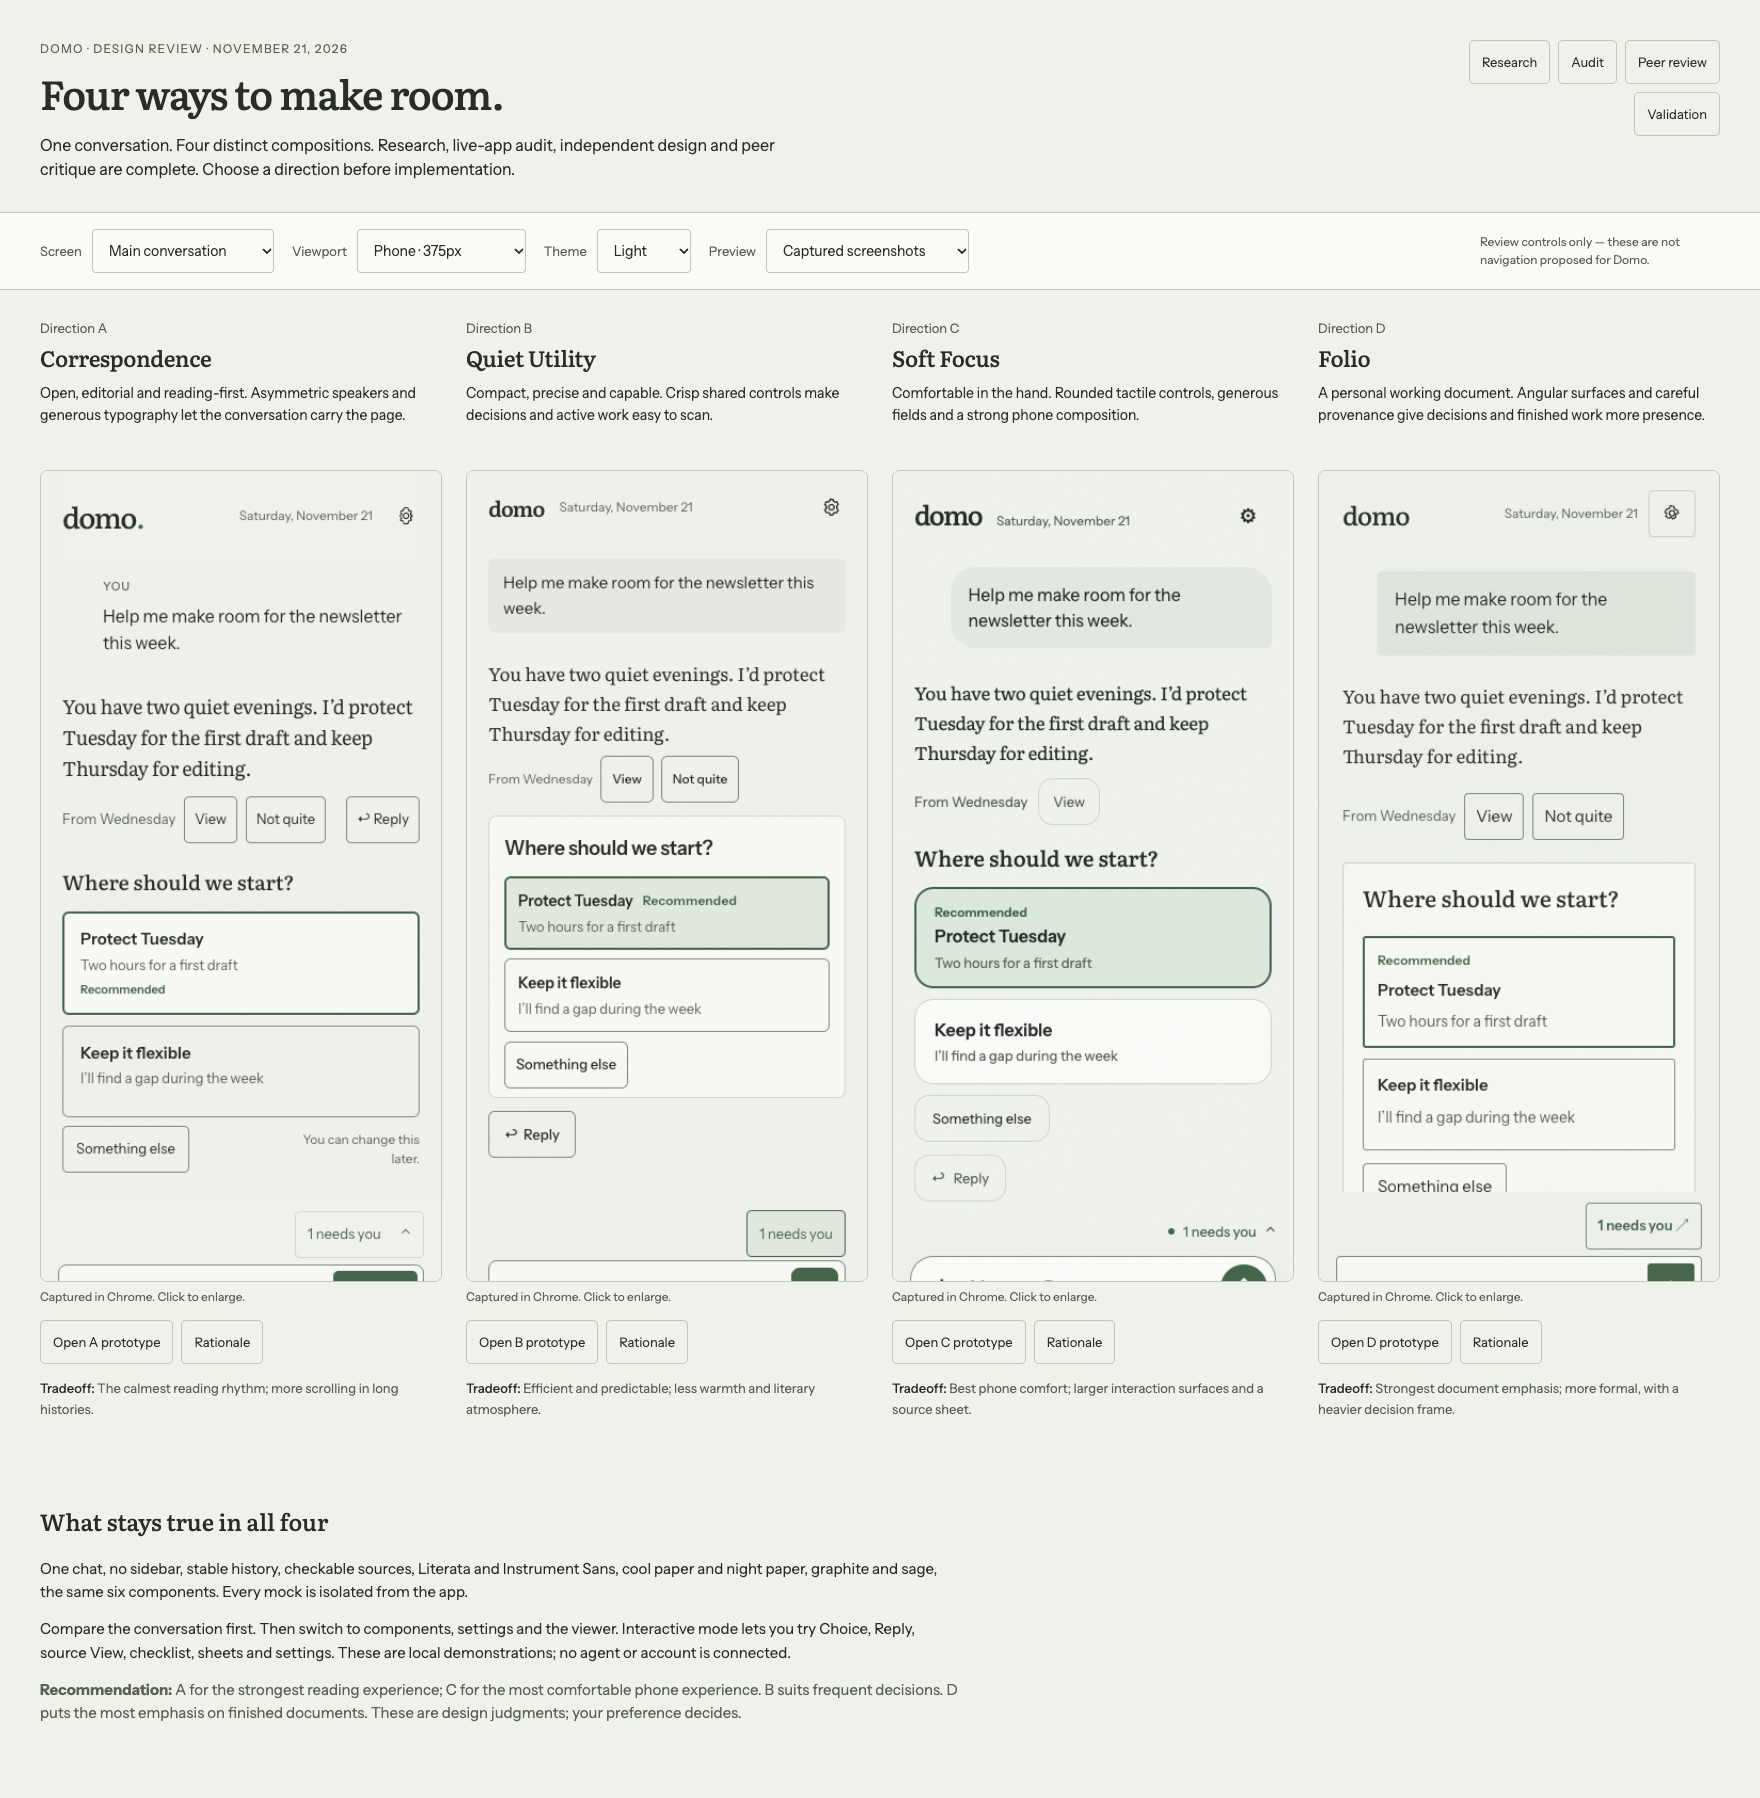 DOMO · DESIGN REVIEW · NOVEMBER 21, 2026
Four ways to make room.
One conversation. Four distinct compositions. Research, live-app audit, independent design and peer
critique are complete. Choose a direction before implementation.
Research
Audit
Peer review
Validation
Screen
Main conversation
Viewport
Phone · 375px
Theme
Light
Preview
Captured screenshots
Review controls only — these are not
navigation proposed for Domo.
Direction A
Correspondence
Open, editorial and reading-first. Asymmetric speakers and
generous typography let the conversation carry the page.
domo.
Saturday, November 21
YOU
Help me make room for the newsletter
this week.
You have two quiet evenings. I’d protect
Tuesday for the first draft and keep
Thursday for editing.
From Wednesday
View
Not quite
↩ Reply
Where should we start?
Protect Tuesday
Two hours for a first draft
Recommended
Keep it flexible
I’ll find a gap during the week
Something else
You can change this
later.
1 needs you
Captured in Chrome. Click to enlarge.
Open A prototype
Rationale
Tradeoff: The calmest reading rhythm; more scrolling in long
histories.
Direction B
Quiet Utility
Compact, precise and capable. Crisp shared controls make
decisions and active work easy to scan.
domo
Saturday, November 21
Help me make room for the newsletter this
week.
You have two quiet evenings. I’d protect
Tuesday for the first draft and keep
Thursday for editing.
From Wednesday
View
Not quite
Where should we start?
Protect Tuesday Recommended
Two hours for a first draft
Keep it flexible
I’ll find a gap during the week
Something else
↩ Reply
1 needs you
Captured in Chrome. Click to enlarge.
Open B prototype
Rationale
Tradeoff: Efficient and predictable; less warmth and literary
atmosphere.
Direction C
Soft Focus
Comfortable in the hand. Rounded tactile controls, generous
fields and a strong phone composition.
domo
Saturday, November 21
Help me make room for the
newsletter this week.
You have two quiet evenings. I’d protect
Tuesday for the first draft and keep
Thursday for editing.
From Wednesday
View
Where should we start?
Recommended
Protect Tuesday
Two hours for a first draft
Keep it flexible
I’ll find a gap during the week
Something else
↩ Reply
1 needs you
Captured in Chrome. Click to enlarge.
Open C prototype
Rationale
Tradeoff: Best phone comfort; larger interaction surfaces and a
source sheet.
Direction D
Folio
A personal working document. Angular surfaces and careful
provenance give decisions and finished work more presence.
domo
Saturday, November 21
Help me make room for the
newsletter this week.
You have two quiet evenings. I’d protect
Tuesday for the first draft and keep
Thursday for editing.
From Wednesday
View
Not quite
Where should we start?
Recommended
Protect Tuesday
Two hours for a first draft
Keep it flexible
I’ll find a gap during the week
Something else
1 needs you
Captured in Chrome. Click to enlarge.
Open D prototype
Rationale
Tradeoff: Strongest document emphasis; more formal, with a
heavier decision frame.
What stays true in all four
One chat, no sidebar, stable history, checkable sources, Literata and Instrument Sans, cool paper and night paper, graphite and sage,
the same six components. Every mock is isolated from the app.
Compare the conversation first. Then switch to components, settings and the viewer. Interactive mode lets you try Choice, Reply,
source View, checklist, sheets and settings. These are local demonstrations; no agent or account is connected.
Recommendation: A for the strongest reading experience; C for the most comfortable phone experience. B suits frequent decisions. D
puts the most emphasis on finished documents. These are design judgments; your preference decides.